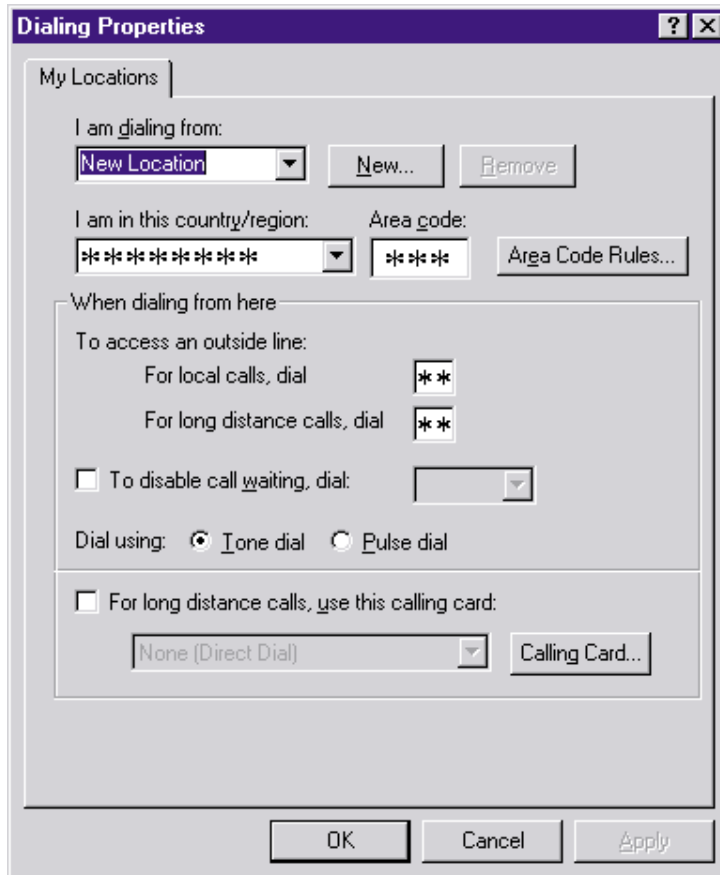 Dialing Properties
My Locations
I am dialing from:
New Location New... Remove
I am in this country/region: Area code:
******** *** Area Code Rules...
When dialing from here
To access an outside line:
For local calls, dial **
For long distance calls, dial **
To disable call waiting, dial:
Dial using: Tone dial Pulse dial
For long distance calls, use this calling card:
None (Direct Dial) Calling Card...
OK Cancel Apply